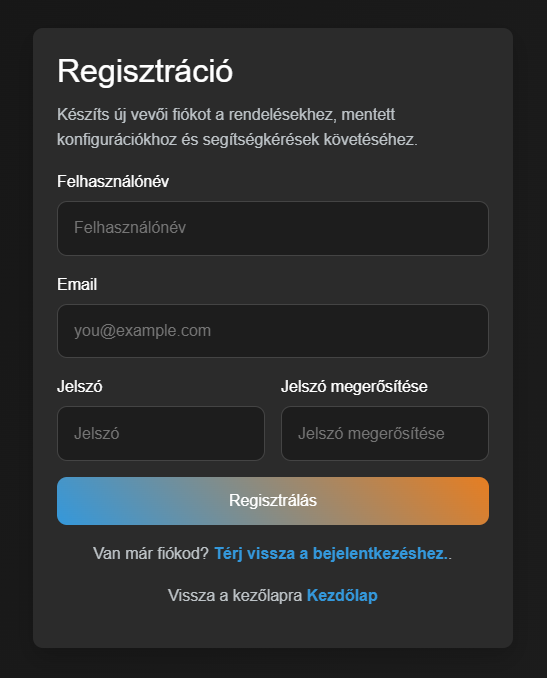 Regisztráció
Készíts új vevői fiókot a rendelésekhez, mentett
konfigurációkhoz és segítségkérések követéséhez.
Felhasználónév
Felhasználónév
Email
you@example.com
Jelszó Jelszó megerősítése
Jelszó Jelszó megerősítése
Regisztrálás
Van már fiókod? Térj vissza a bejelentkezéshez..
Vissza a kezőlapra Kezdőlap